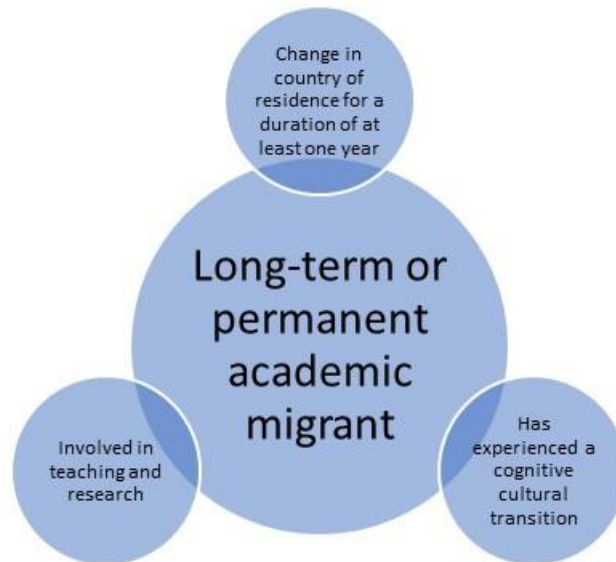 Change in
country of
residence for a
duration of at
least one year
Long-term or
permanent
academic
migrant
Involved in
teaching and
research
Has
experienced a
cognitive
cultural
transition